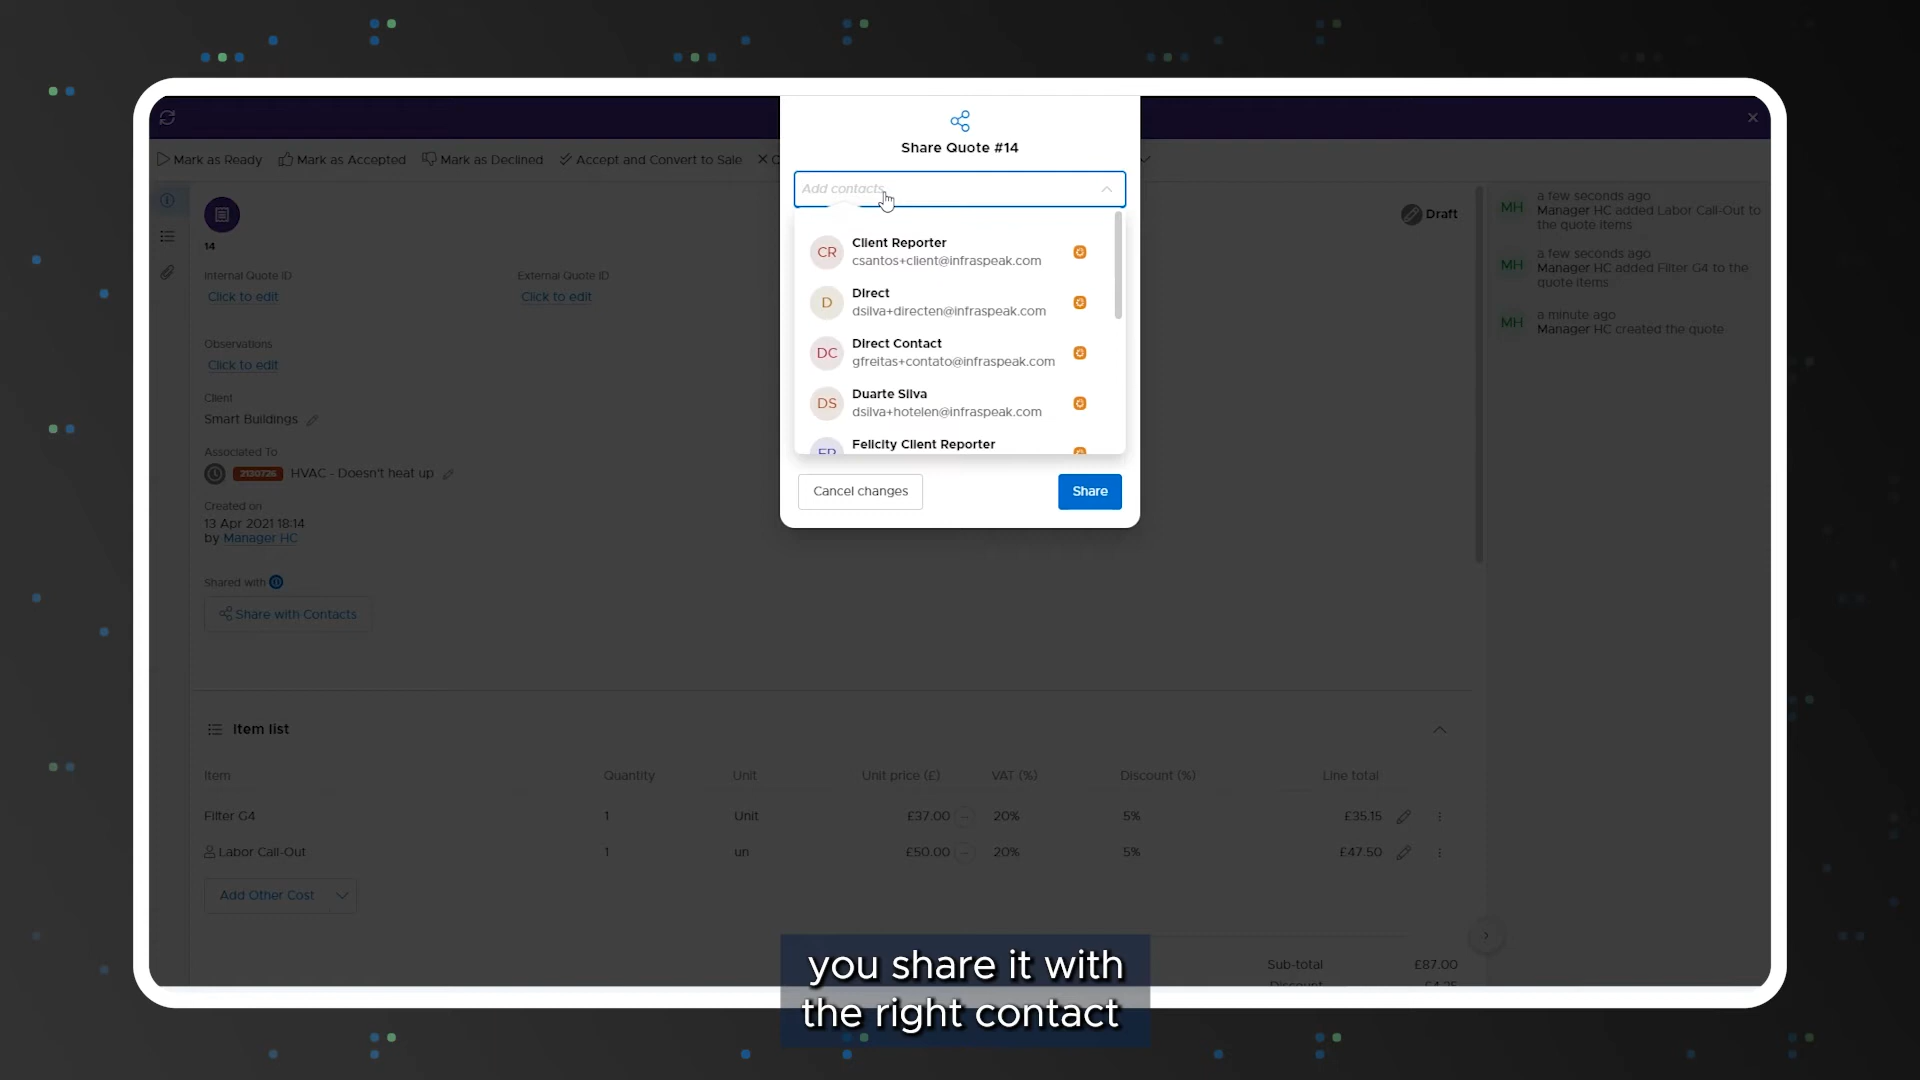 Share Quote #14
Mark as Ready
Mark as Accepted
Mark as Declined
Accept and Convert to Sale
Add contacts
Client Reporter
csantos+client@infraspeak.com
Direct
dsilva+directen@infraspeak.com
Direct Contact
gfreitas+contato@infraspeak.com
Duarte Silva
dsilva+hotelen@infraspeak.com
Felicity Client Reporter
CR
D
DC
DS
Cancel changes
Share
14
Draft
Internal Quote ID
External Quote ID
Click to edit
Click to edit
Observations
Click to edit
Client
Smart Buildings
Associated To
2130726 HVAC - Doesn't heat up
Created on
13 Apr 2021 18:14
by Manager HC
Shared with
Share with Contacts
MH
a few seconds ago
Manager HC added Labor Call-Out to
the quote items
MH
a few seconds ago
Manager HC added Filter G4 to the
quote items
MH
a minute ago
Manager HC created the quote
Item list
Item Quantity Unit Unit price (£) VAT (%) Discount (%) Line total
Filter G4 1 Unit £37.00 20% 5% £35.15
Labor Call-Out 1 un £50.00 20% 5% £47.50
Add Other Cost
Sub-total £87.00
you share it with
the right contact